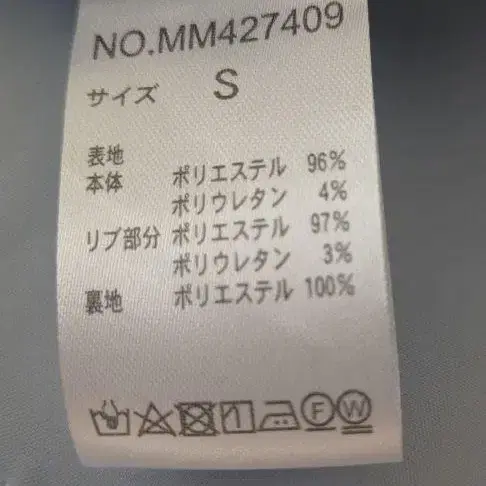 NO.MM427409
サイズ S
表地
本体 ポリエステル 96%
ポリウレタン 4%
リブ部分 ポリエステル 97%
ポリウレタン 3%
裏地 ポリエステル 100%
F W